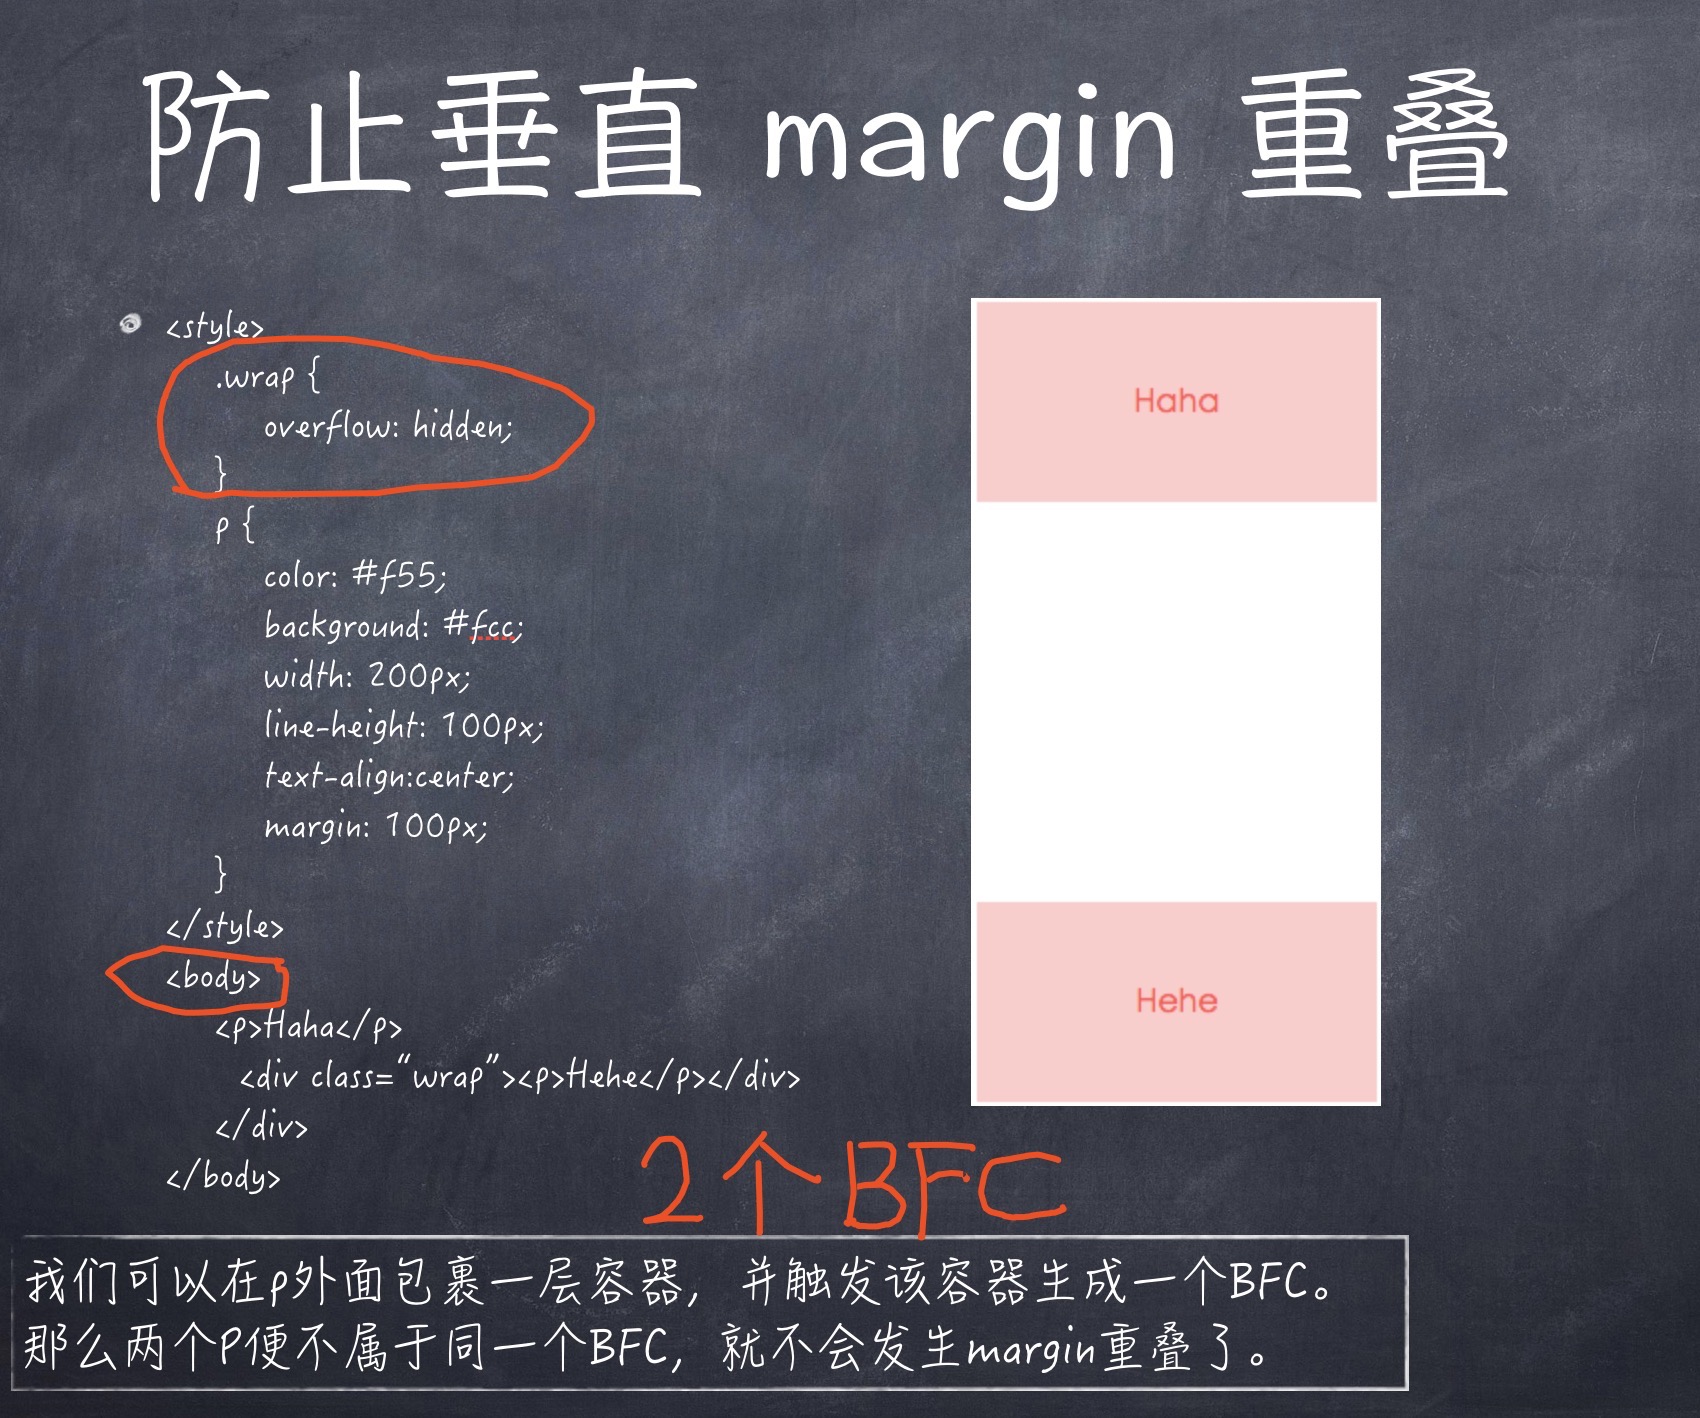 防止垂直 margin 重叠
<style>
.wrap {
overflow: hidden;
}
p {
color: #f55;
background: #fcc;
width: 200px;
line-height: 100px;
text-align:center;
margin: 100px;
}
</style>
<body>
<p>Haha</p>
<div class=“wrap”><p>Hehe</p></div>
</div>
</body>
Haha
Hehe
2个BFC
我们可以在p外面包裹一层容器，并触发该容器生成一个BFC。
那么两个P便不属于同一个BFC，就不会发生margin重叠了。